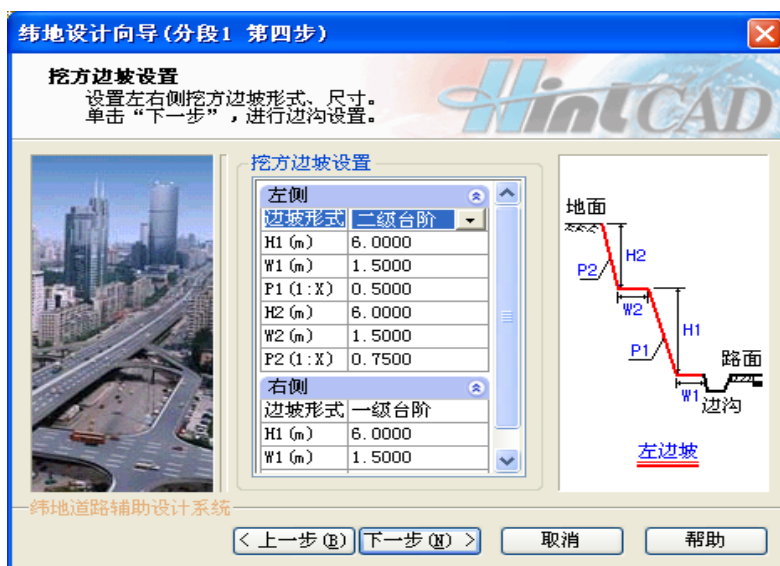 纬地设计向导(分段1 第四步)
挖方边坡设置
设置左右侧挖方边坡形式、尺寸。
单击“下一步”,进行边沟设置。
HintCAD
挖方边坡设置
左侧
边坡形式 二级台阶
H1(m) 6.0000
W1(m) 1.5000
P1(1:X) 0.5000
H2(m) 6.0000
W2(m) 1.5000
P2(1:X) 0.7500
右侧
边坡形式 一级台阶
H1(m) 6.0000
W1(m) 1.5000
地面
H2
P2
W2
H1
P1
路面
W1
边沟
左边坡
纬地道路辅助设计系统
< 上一步(B) 下一步(N) > 取消 帮助